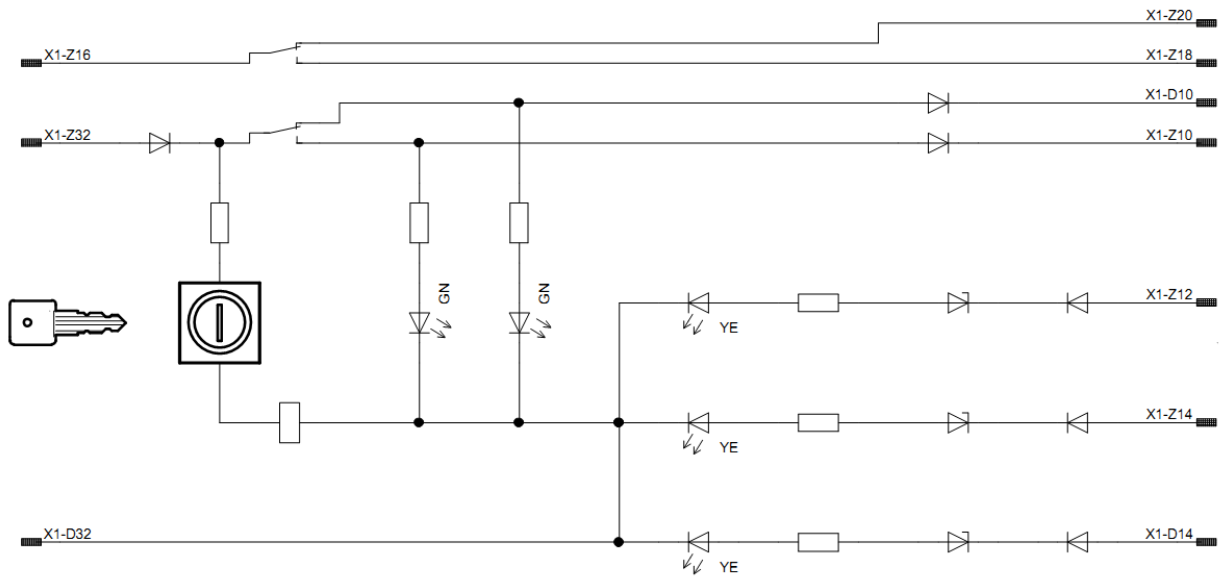 X1-Z20
X1-Z16
X1-Z18
X1-D10
X1-Z32
X1-Z10
GN
GN
X1-Z12
YE
X1-Z14
YE
X1-D32
X1-D14
YE